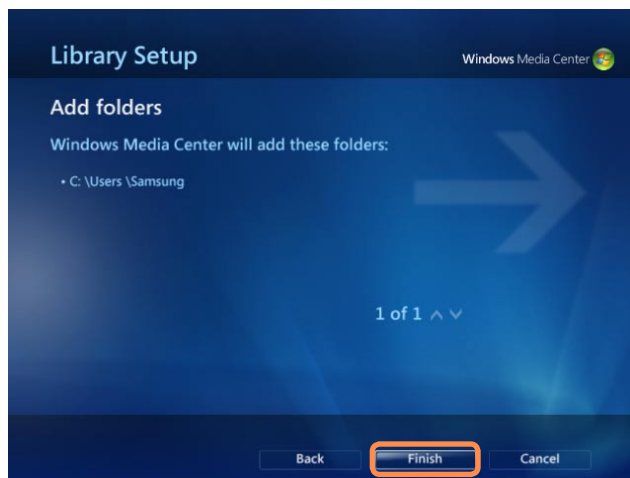 Library Setup
Windows Media Center
Add folders
Windows Media Center will add these folders:
• C: \Users \Samsung
1 of 1
Back Finish Cancel